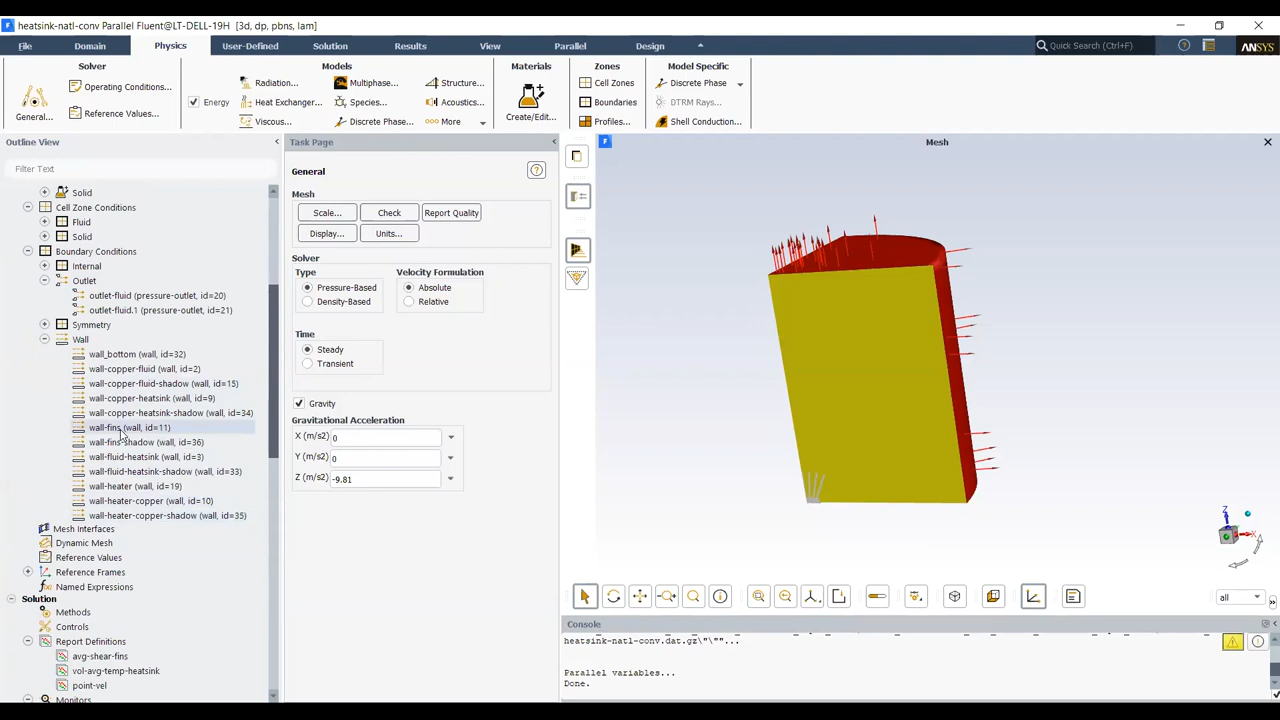 heatsink-natl-conv Parallel Fluent@LT-DELL-19H [3d, dp, pbns, lam]
File Domain Physics User-Defined Solution Results View Parallel Design Quick Search (Ctrl+F) ANSYS
Solver Models Materials Zones Model Specific
Operating Conditions... Radiation... Multiphase... Structure... Cell Zones Discrete Phase
Energy Heat Exchanger... Species... Acoustics... Boundaries DTRM Rays...
General... Reference Values... Viscous... Discrete Phase... More Create/Edit... Profiles... Shell Conduction...
Outline View Task Page Mesh
Filter Text
General
Solid
Cell Zone Conditions
Fluid
Solid
Boundary Conditions
Internal
Outlet
outlet-fluid (pressure-outlet, id=20)
outlet-fluid.1 (pressure-outlet, id=21)
Symmetry
Wall
wall_bottom (wall, id=32)
wall-copper-fluid (wall, id=2)
wall-copper-fluid-shadow (wall, id=15)
wall-copper-heatsink (wall, id=9)
wall-copper-heatsink-shadow (wall, id=34)
wall-fins (wall, id=11)
wall-fins-shadow (wall, id=36)
wall-fluid-heatsink (wall, id=3)
wall-fluid-heatsink-shadow (wall, id=33)
wall-heater (wall, id=19)
wall-heater-copper (wall, id=10)
wall-heater-copper-shadow (wall, id=35)
Mesh Interfaces
Dynamic Mesh
Reference Values
Reference Frames
Named Expressions
Solution
Methods
Controls
Report Definitions
avg-shear-fins
vol-avg-temp-heatsink
point-vel
Monitors
Mesh
Scale... Check Report Quality
Display... Units...
Solver
Type Velocity Formulation
Pressure-Based Absolute
Density-Based Relative
Time
Steady
Transient
Gravity
Gravitational Acceleration
X (m/s2) 0
Y (m/s2) 0
Z (m/s2) -9.81
Z
X
all
Console
heatsink-natl-conv.dat.gz\"\""...
Parallel variables...
Done.